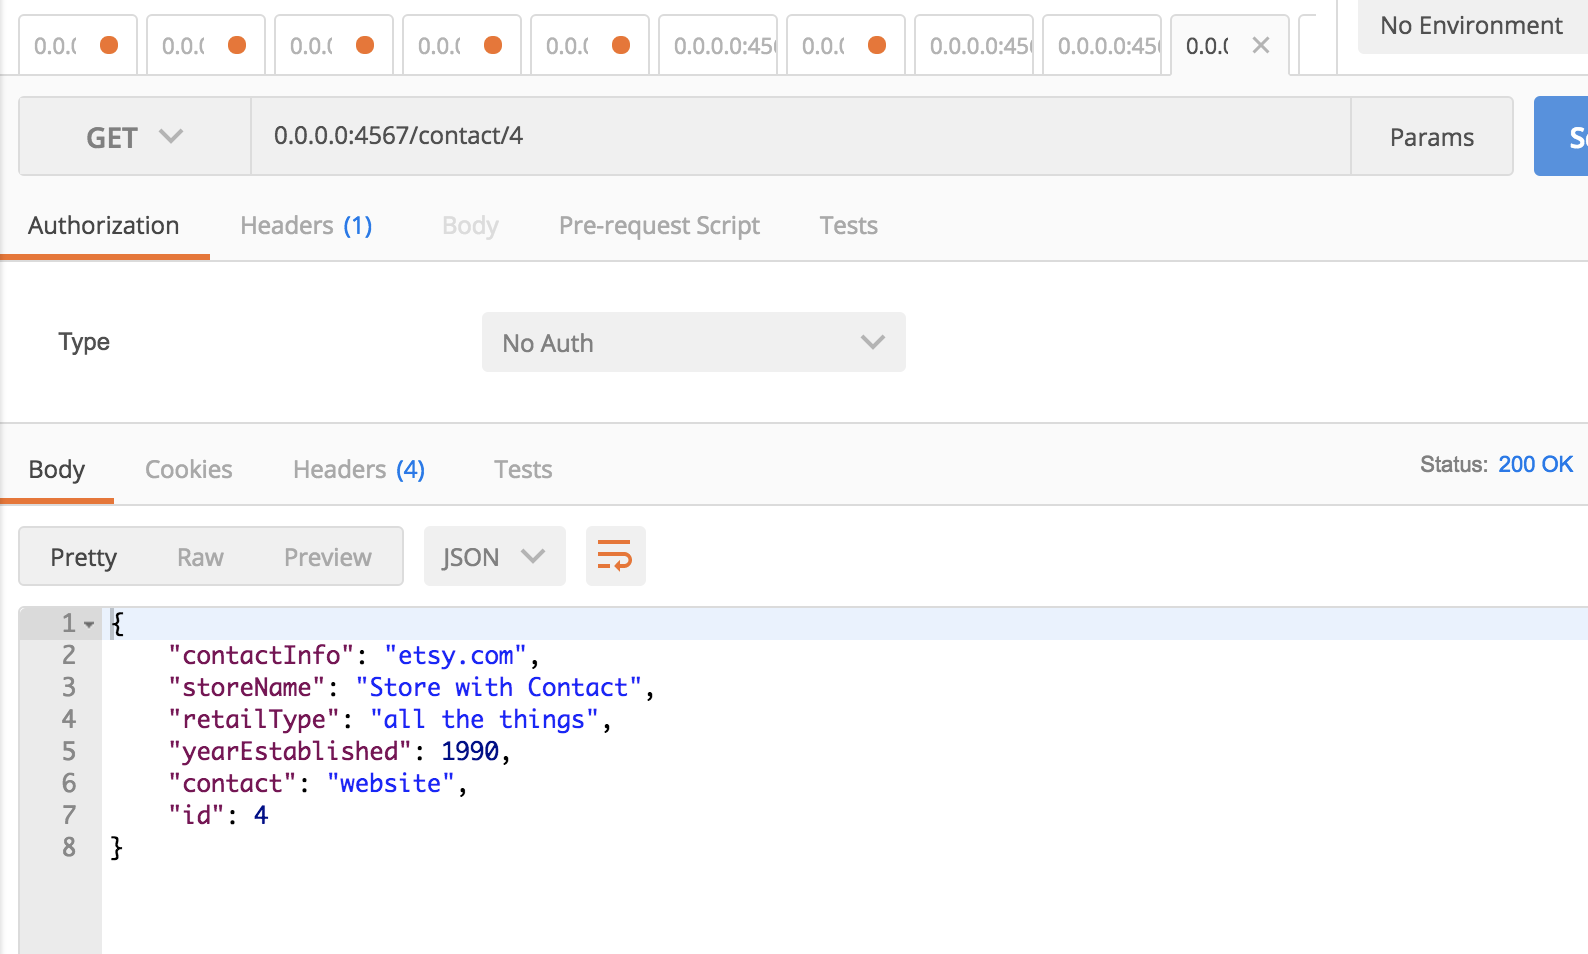 0.0.( 0.0.( 0.0.( 0.0.( 0.0.( 0.0.0.0:45 0.0.( 0.0.0.0:45 0.0.0.0:45 0.0.( No Environment
GET 0.0.0.0:4567/contact/4 Params
Authorization Headers (1) Body Pre-request Script Tests
Type No Auth
Body Cookies Headers (4) Tests Status: 200 OK
Pretty Raw Preview JSON
1 {
2 "contactInfo": "etsy.com",
3 "storeName": "Store with Contact",
4 "retailType": "all the things",
5 "yearEstablished": 1990,
6 "contact": "website",
7 "id": 4
8 }